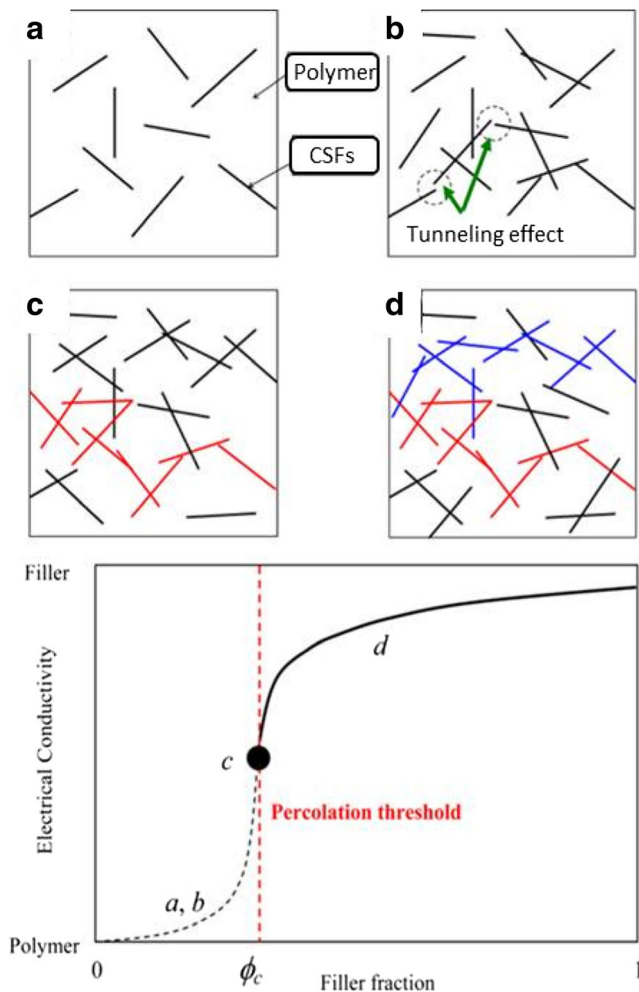 a
b
Polymer
CSFs
Tunneling effect
c
d
Filler
Electrical Conductivity
d
c
Percolation threshold
a, b
Polymer
0
ϕc
Filler fraction
1